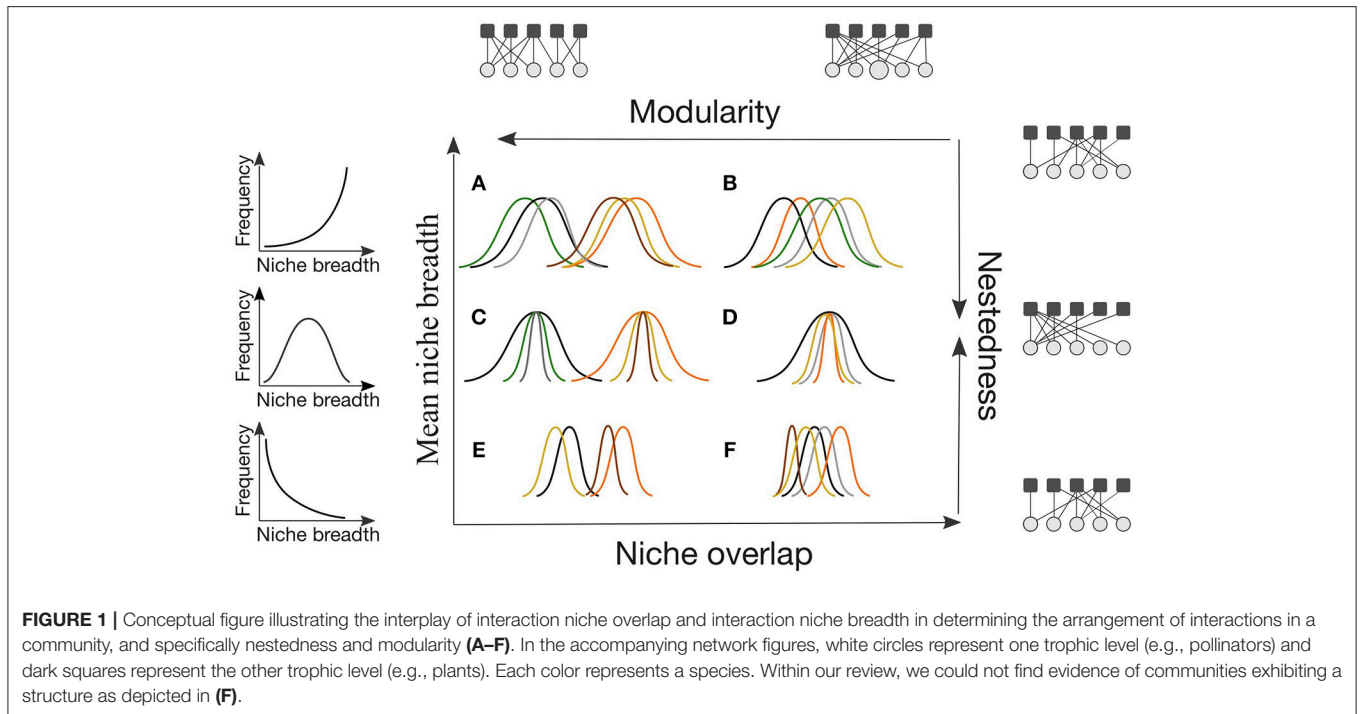 Modularity
Frequency
Niche breadth
Frequency
Niche breadth
Frequency
Niche breadth
Mean niche breadth
A
B
C
D
E
F
Nestedness
Niche overlap
FIGURE 1 | Conceptual figure illustrating the interplay of interaction niche overlap and interaction niche breadth in determining the arrangement of interactions in a
community, and specifically nestedness and modularity (A–F). In the accompanying network figures, white circles represent one trophic level (e.g., pollinators) and
dark squares represent the other trophic level (e.g., plants). Each color represents a species. Within our review, we could not find evidence of communities exhibiting a
structure as depicted in (F).